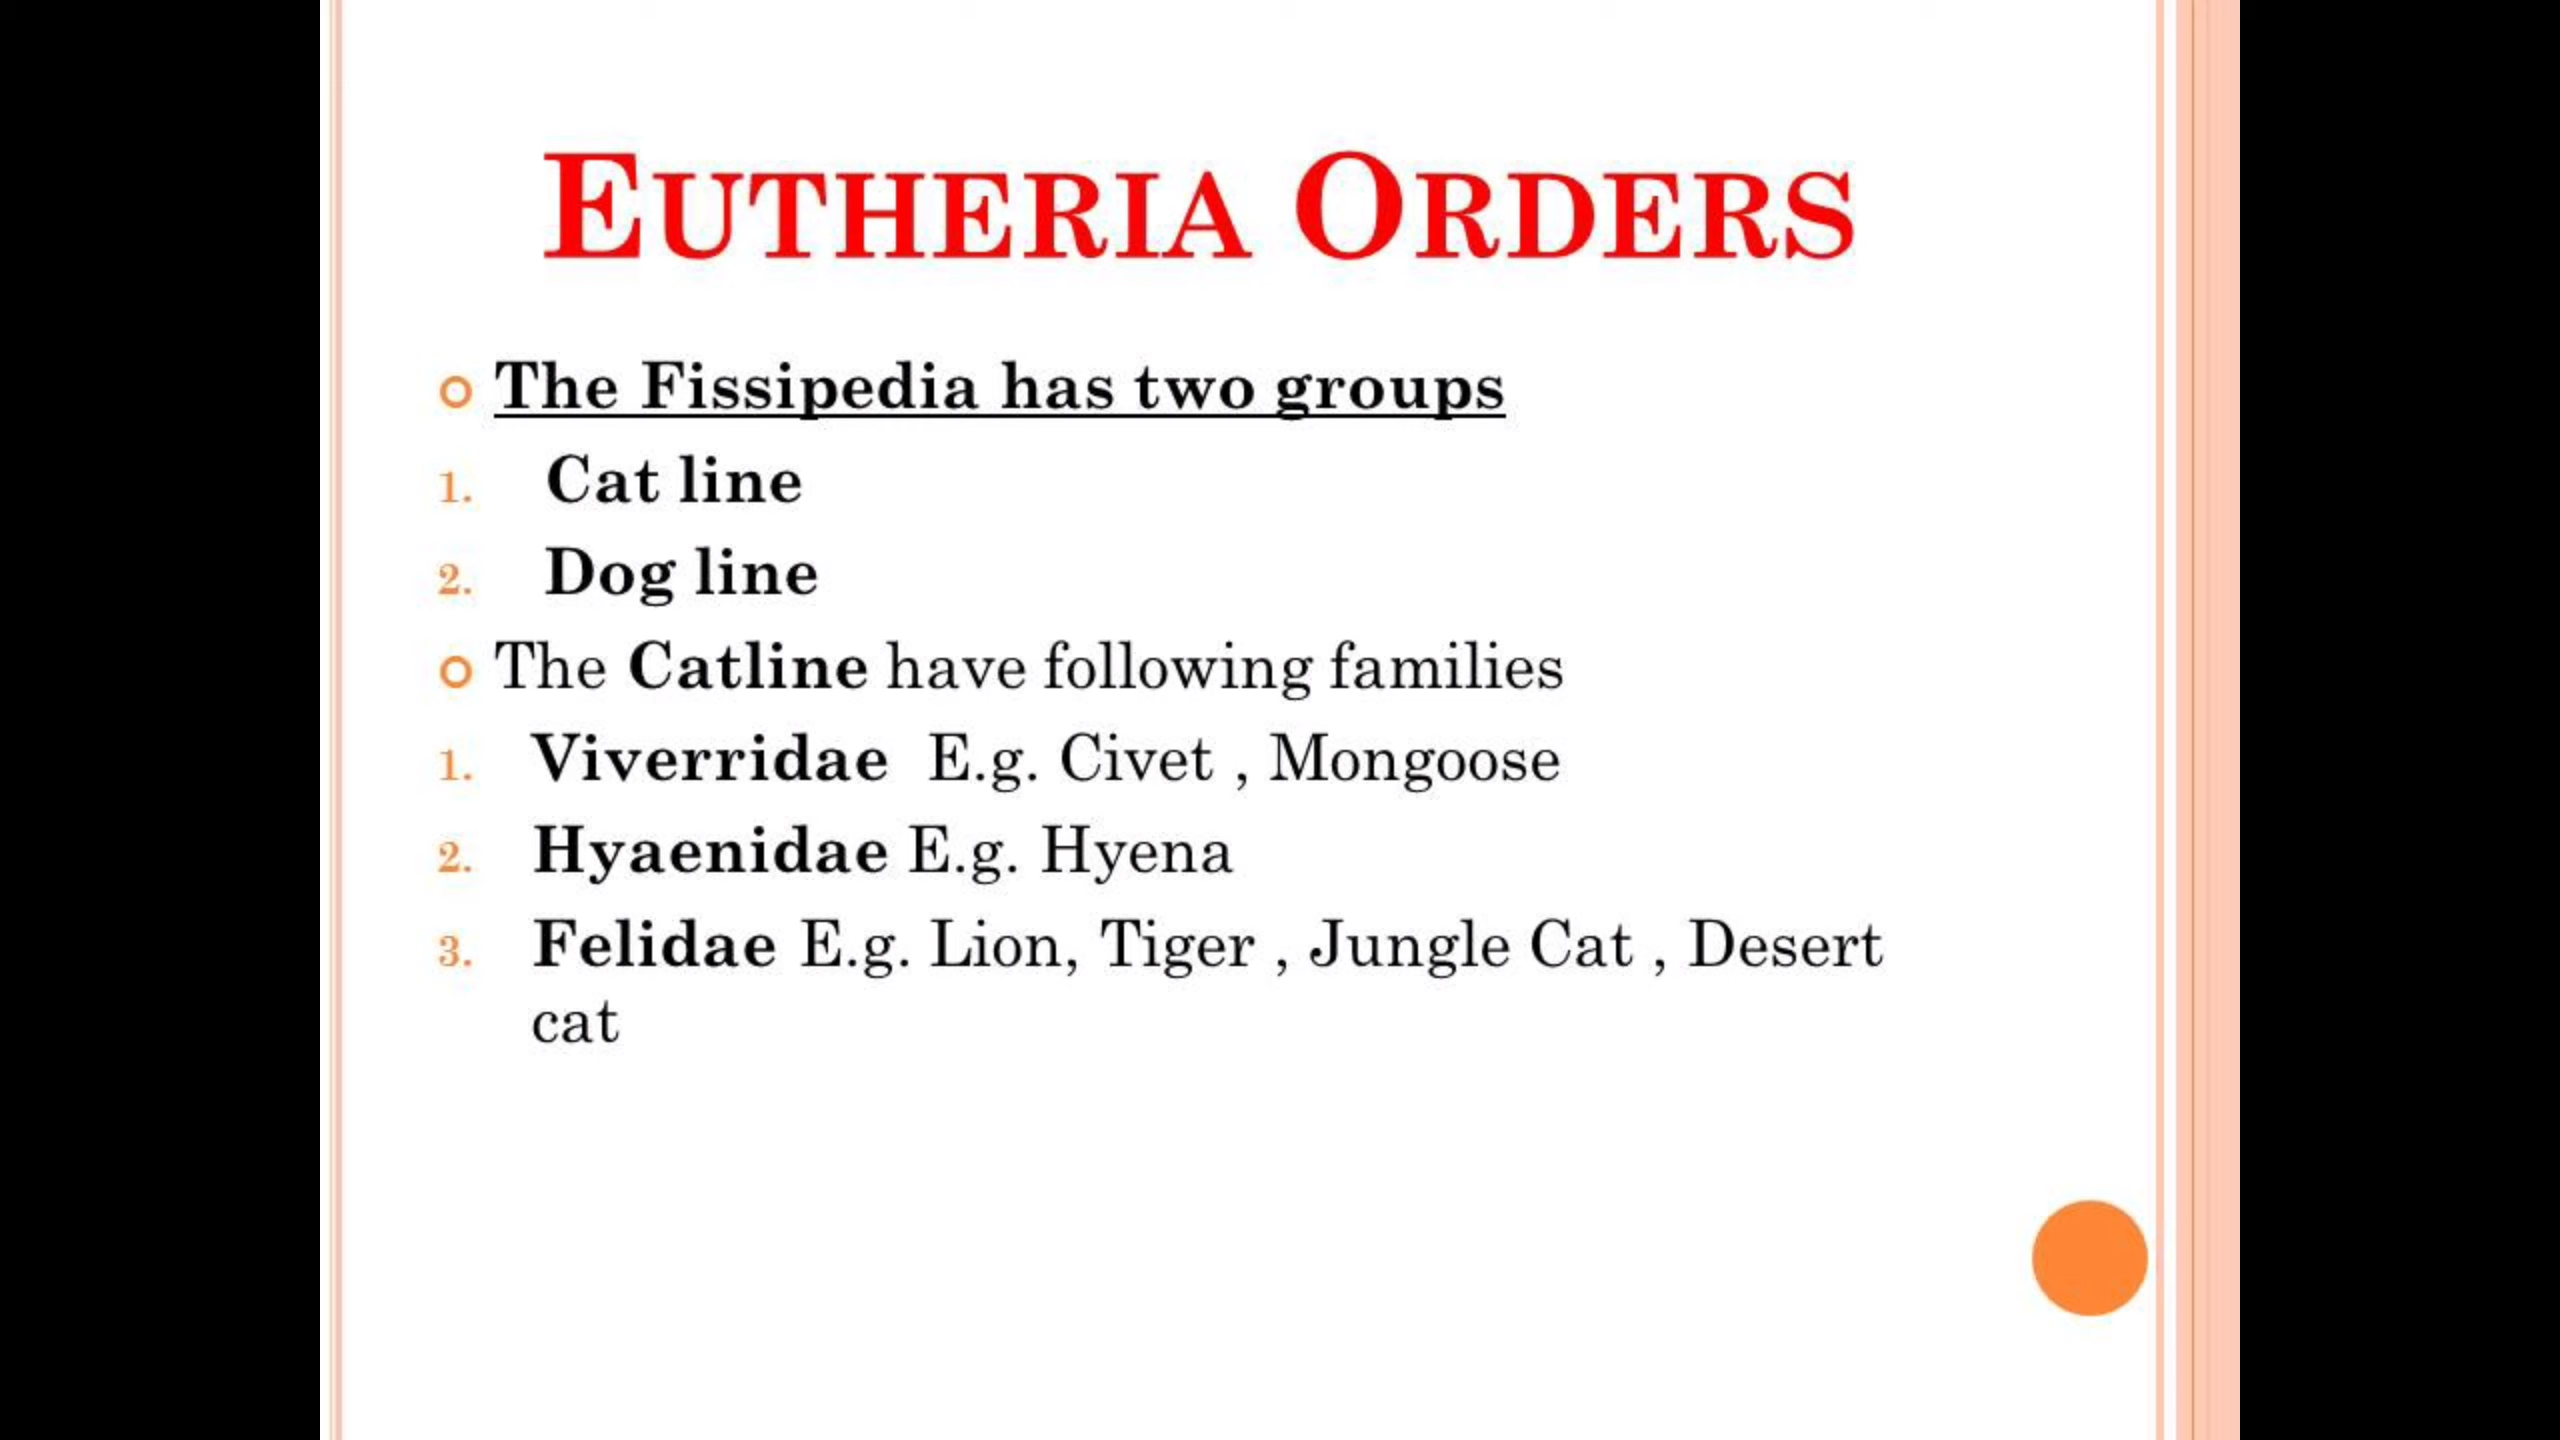 EUTHERIA ORDERS
The Fissipedia has two groups
1. Cat line
2. Dog line
The Catline have following families
1. Viverridae E.g. Civet , Mongoose
2. Hyaenidae E.g. Hyena
3. Felidae E.g. Lion, Tiger , Jungle Cat , Desert
cat